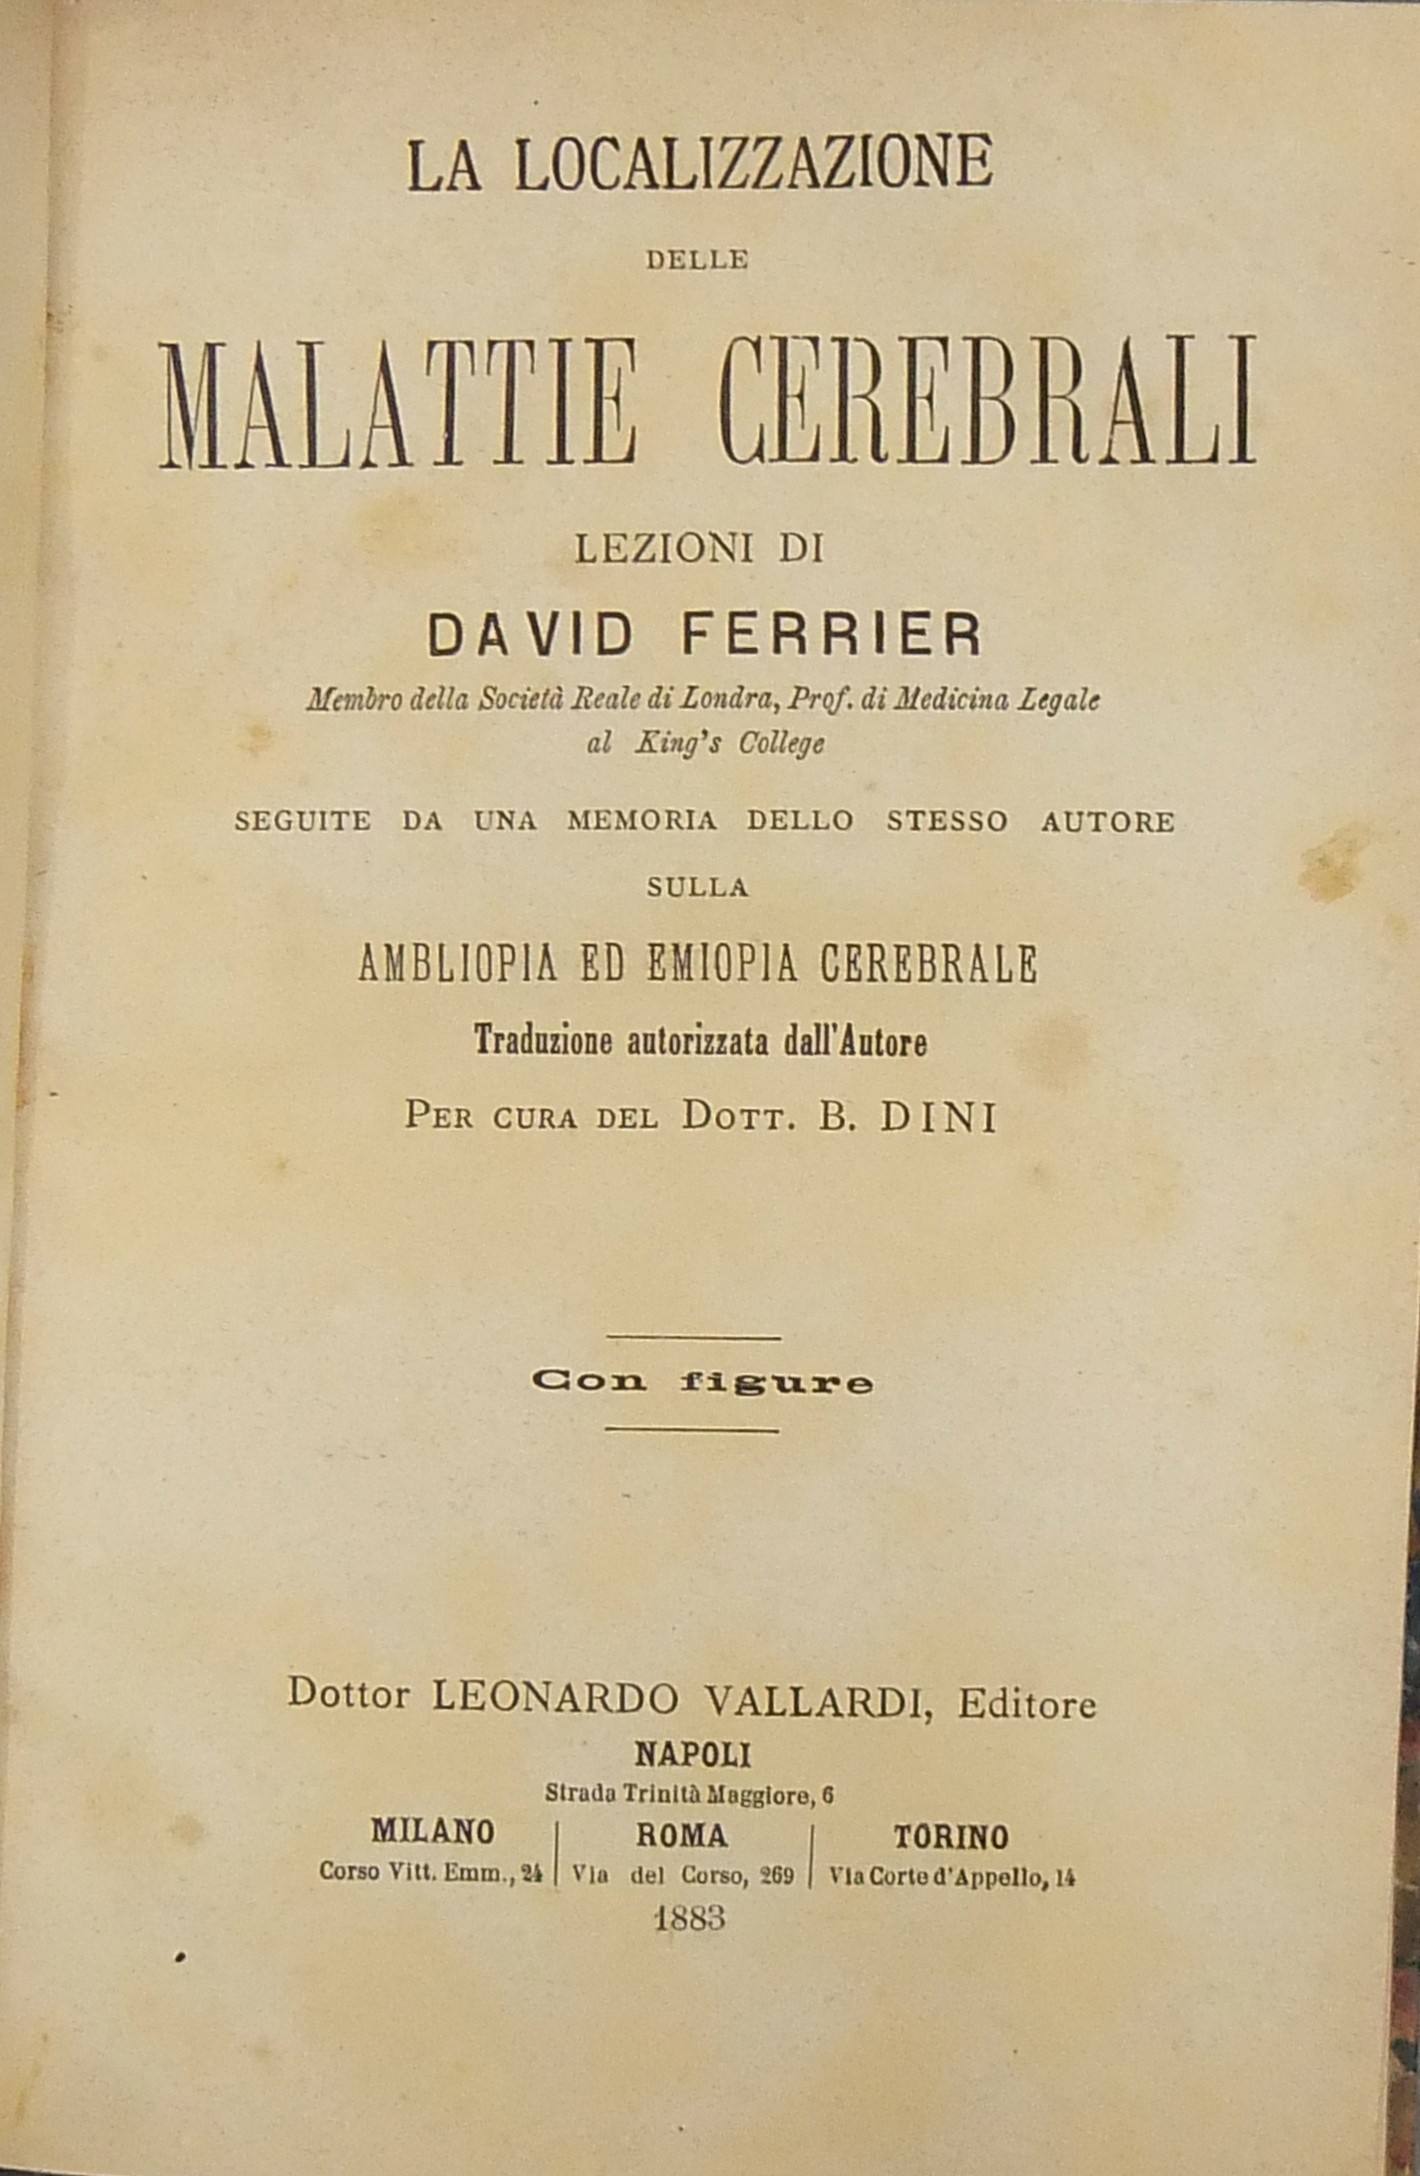 LA LOCALIZZAZIONE
DELLE
MALATTIE CEREBRALI
LEZIONI DI
DAVID FERRIER
Membro della Società Reale di Londra, Prof. di Medicina Legale
al King's College
SEGUITE DA UNA MEMORIA DELLO STESSO AUTORE
SULLA
AMBLIOPIA ED EMIOPIA CEREBRALE
Traduzione autorizzata dall'Autore
PER CURA DEL DOTT. B. DINI
Con figure
Dottor LEONARDO VALLARDI, Editore
NAPOLI
Strada Trinità Maggiore, 6
MILANO | ROMA | TORINO
Corso Vitt. Emm., 24 | Via del Corso, 269 | Via Corte d'Appello, 14
1883